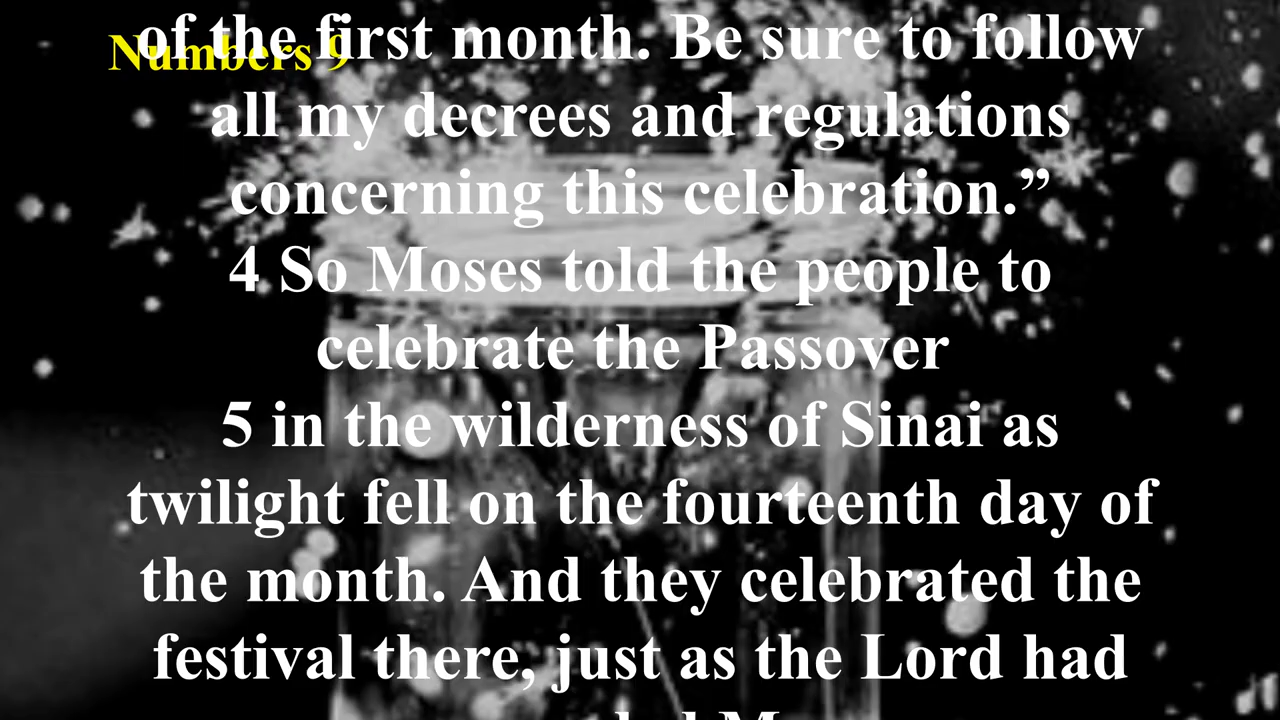 Numbers 9
of the first month. Be sure to follow
all my decrees and regulations
concerning this celebration.”
4 So Moses told the people to
celebrate the Passover
5 in the wilderness of Sinai as
twilight fell on the fourteenth day of
the month. And they celebrated the
festival there, just as the Lord had